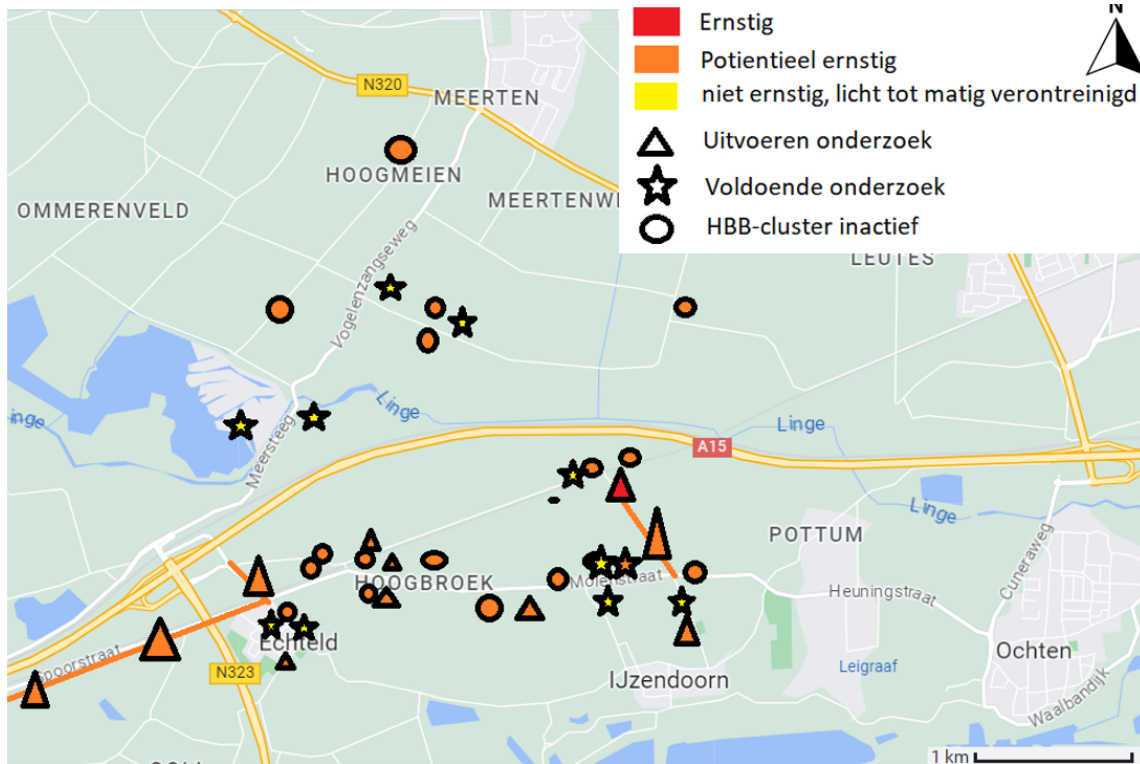 N
Ernstig
Potientieel ernstig
niet ernstig, licht tot matig verontreinigd
Uitvoeren onderzoek
Voldoende onderzoek
HBB-cluster inactief
N320
MEERTEN
HOOGMEIEN
OMMERENVELD
MEERTENW
LEUTES
Vogelenzangseweg
Linge
inge
Linge
Meersteeg
A15
Linge
POTTUM
HOOGBROEK
Molenstraat
Heuningstraat
Cuneraweg
Echteld
Spoorstraat
N323
IJzendoorn
Leigraaf
Ochten
Waalbandijk
1 km